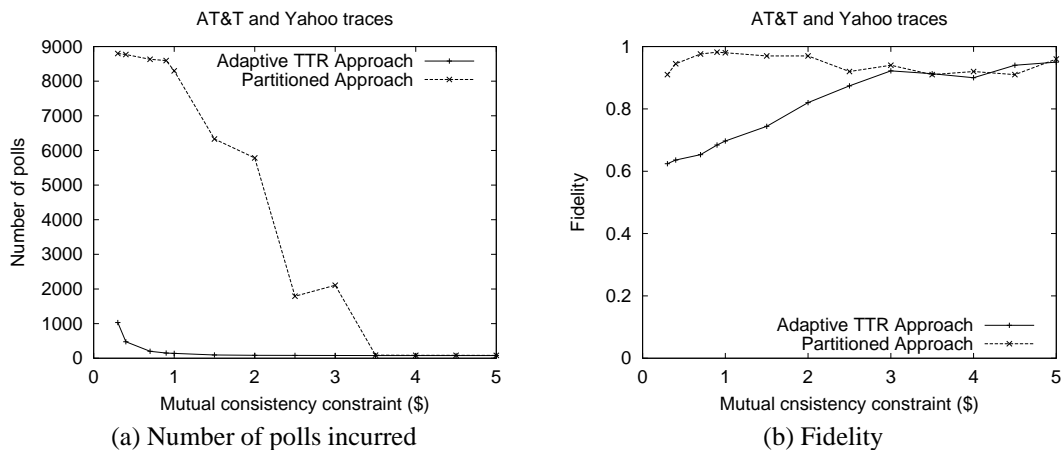 AT&T and Yahoo traces
9000
8000
7000
6000
5000
4000
3000
2000
1000
0
Number of polls
Adaptive TTR Approach
Partitioned Approach
0 1 2 3 4 5
Mutual consistency constraint ($)
(a) Number of polls incurred
AT&T and Yahoo traces
1
0.8
0.6
0.4
0.2
0
Fidelity
Adaptive TTR Approach
Partitioned Approach
0 1 2 3 4 5
Mutual cnsistency constraint ($)
(b) Fidelity